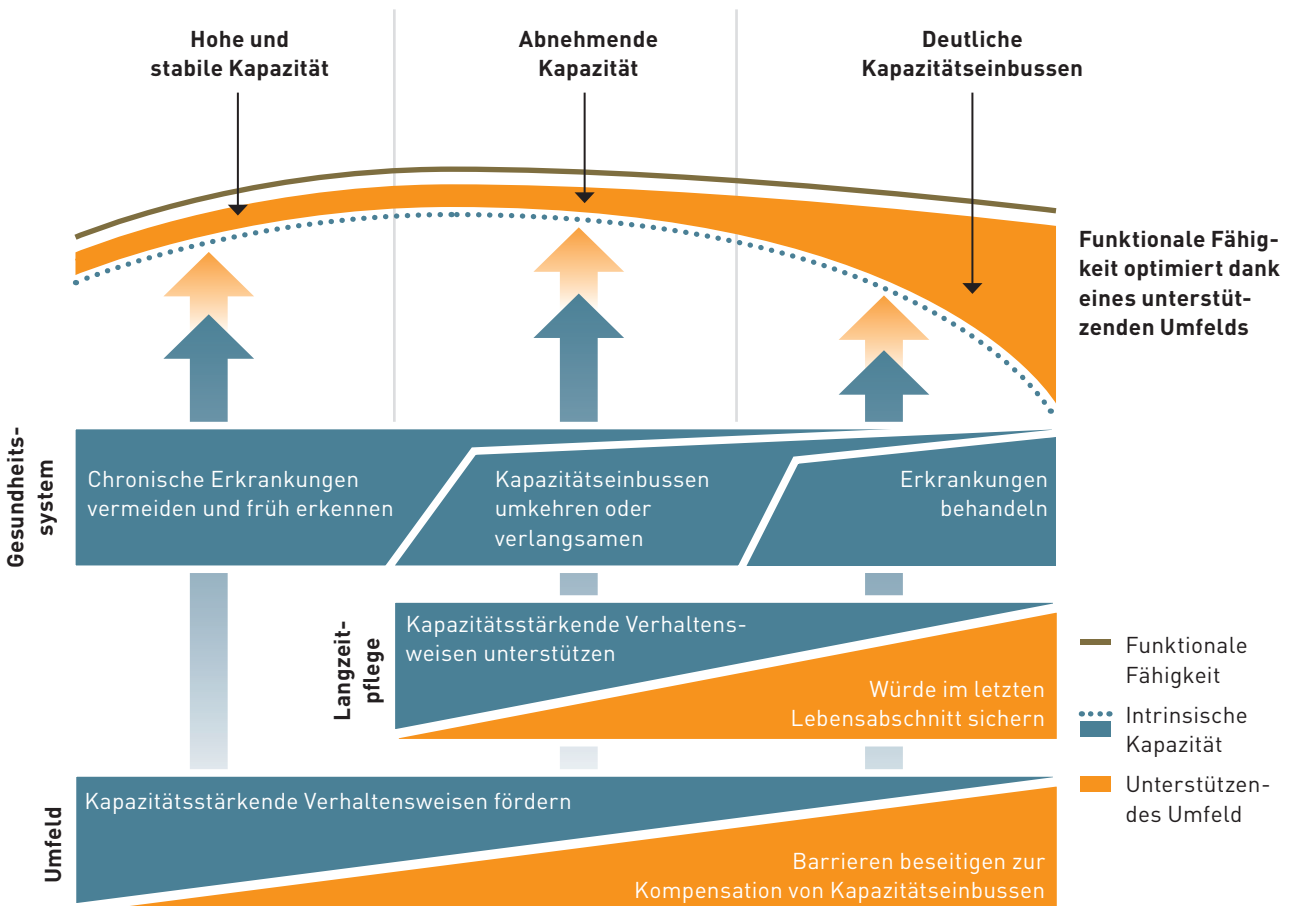 Hohe und
stabile Kapazität
Abnehmende
Kapazität
Deutliche
Kapazitätseinbussen
Funktionale Fähig-
keit optimiert dank
eines unterstüt-
zenden Umfelds
Gesundheits-
system
Chronische Erkrankungen
vermeiden und früh erkennen
Kapazitätseinbussen
umkehren oder
verlangsamen
Erkrankungen
behandeln
Langzeit-
pflege
Kapazitätsstärkende Verhaltens-
weisen unterstützen
Würde im letzten
Lebensabschnitt sichern
Funktionale
Fähigkeit
Intrinsische
Kapazität
Unterstützen-
des Umfeld
Umfeld
Kapazitätsstärkende Verhaltensweisen fördern
Barrieren beseitigen zur
Kompensation von Kapazitätseinbussen